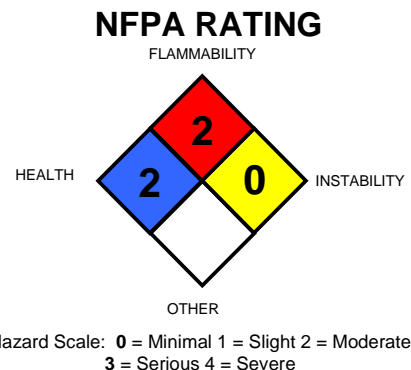 NFPA RATING
FLAMMABILITY
2
HEALTH
2
0
INSTABILITY
OTHER
azard Scale: 0 = Minimal 1 = Slight 2 = Moderate
3 = Serious 4 = Severe